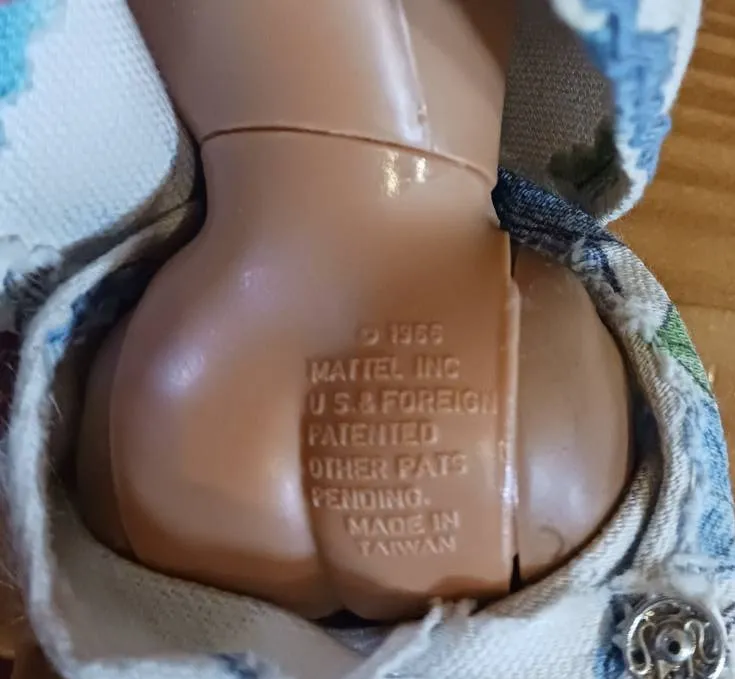 © 1966
MATTEL INC
U S. & FOREIGN
PATENTED
OTHER PATS
PENDING.
MADE IN
TAIWAN